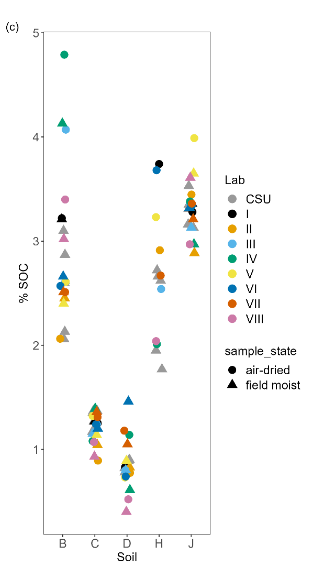 (c)
5
4
3
2
1
% SOC
B C D H J
Soil
Lab
CSU
I
II
III
IV
V
VI
VII
VIII
sample_state
air-dried
field moist